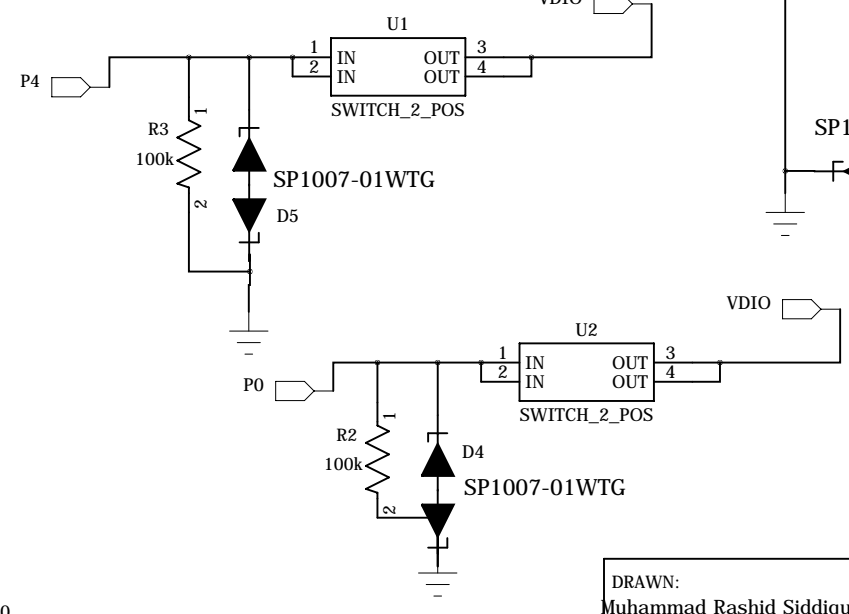 VDIO
U1
1 IN OUT 3
2 IN OUT 4
SWITCH_2_POS
P4
R3
100k
1
2
SP1007-01WTG
D5
SP1
VDIO
U2
1 IN OUT 3
2 IN OUT 4
SWITCH_2_POS
P0
R2
100k
1
2
D4
SP1007-01WTG
DRAWN:
Muhammad Rashid Siddiqu
0